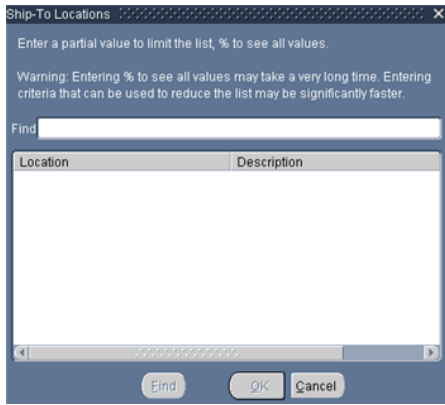 Ship-To Locations
Enter a partial value to limit the list, % to see all values.
Warning: Entering % to see all values may take a very long time. Entering
criteria that can be used to reduce the list may be significantly faster.
Find
Location Description
Find OK Cancel